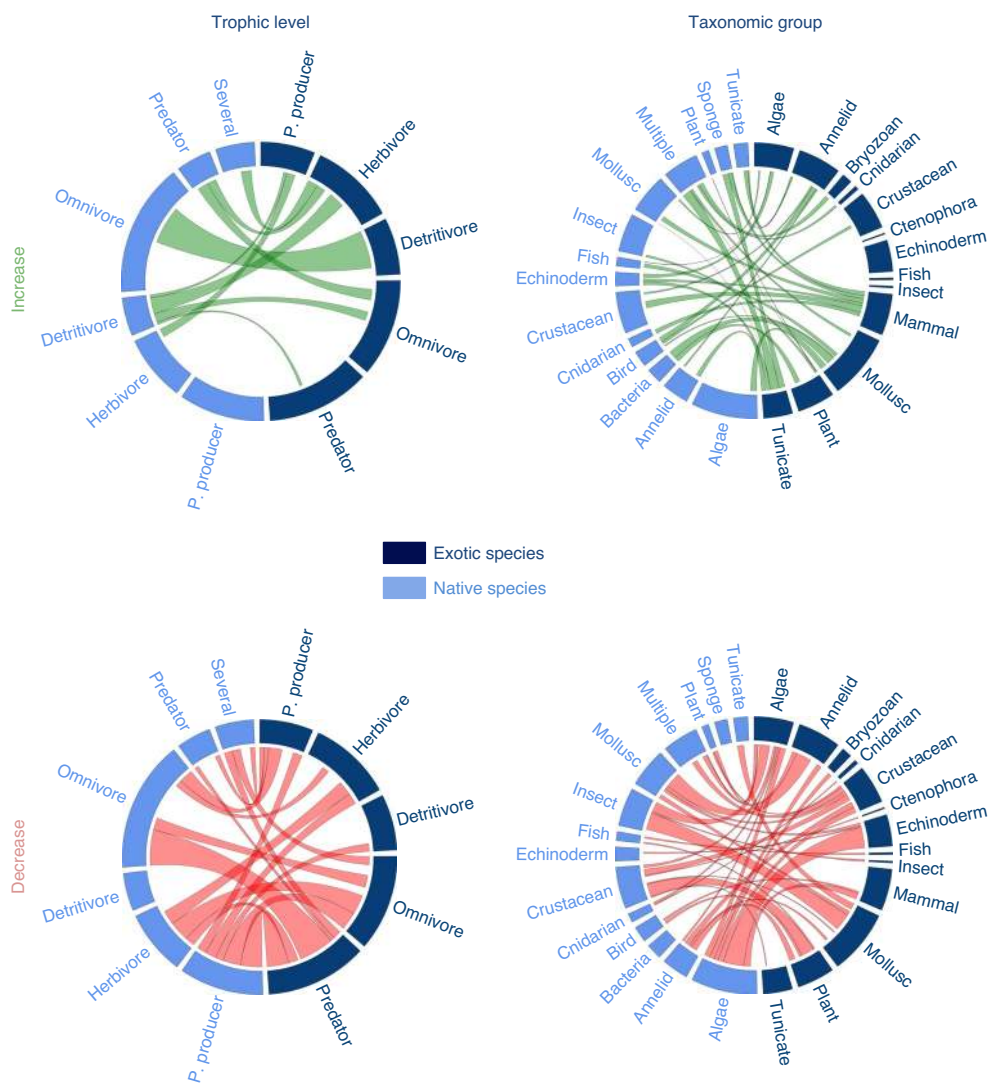 Trophic level
Taxonomic group
Increase
P. producer
Herbivore
Detritivore
Omnivore
Predator
P. producer
Herbivore
Detritivore
Omnivore
Predator
Several
Algae
Annelid
Bryozoan
Cnidarian
Crustacean
Ctenophora
Echinoderm
Fish
Insect
Mammal
Mollusc
Plant
Tunicate
Algae
Annelid
Bacteria
Bird
Cnidarian
Crustacean
Echinoderm
Fish
Insect
Mollusc
Multiple
Plant
Sponge
Tunicate
Exotic species
Native species
Decrease
P. producer
Herbivore
Detritivore
Omnivore
Predator
P. producer
Herbivore
Detritivore
Omnivore
Predator
Several
Algae
Annelid
Bryozoan
Cnidarian
Crustacean
Ctenophora
Echinoderm
Fish
Insect
Mammal
Mollusc
Plant
Tunicate
Algae
Annelid
Bacteria
Bird
Cnidarian
Crustacean
Echinoderm
Fish
Insect
Mollusc
Multiple
Plant
Sponge
Tunicate